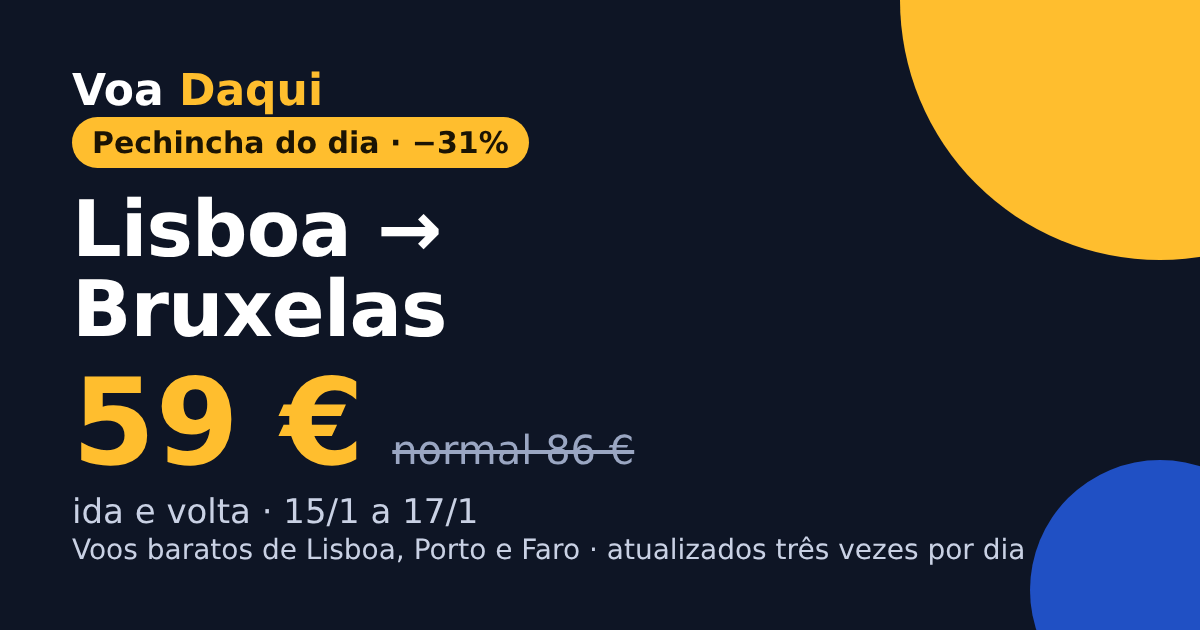 Voa Daqui
Pechincha do dia · −31%
Lisboa →
Bruxelas
59 € normal 86 €
ida e volta · 15/1 a 17/1
Voos baratos de Lisboa, Porto e Faro · atualizados três vezes por dia